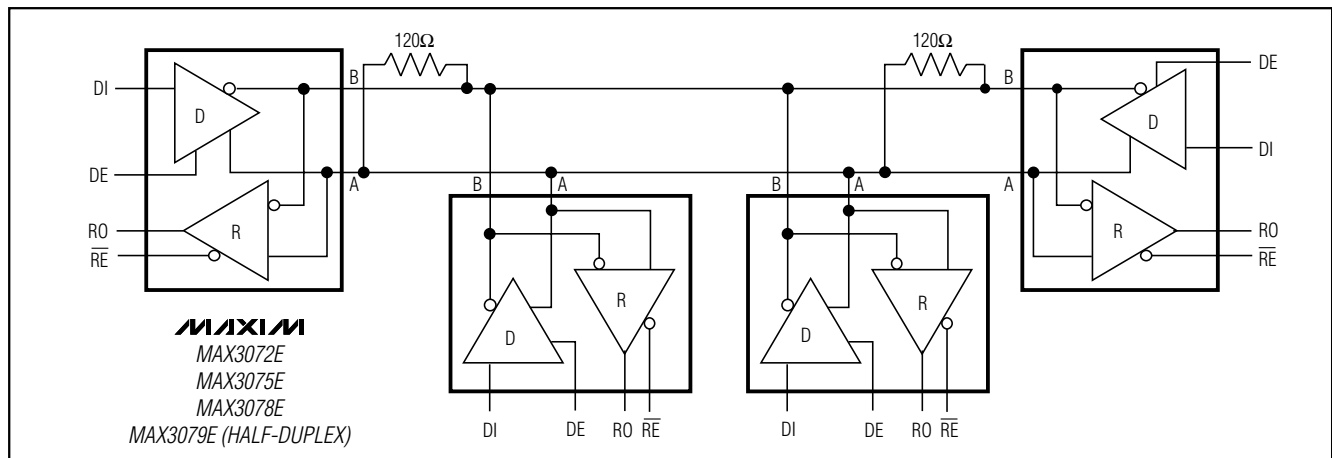 120Ω
120Ω
B
B
DI
DE
D
D
DE
DI
A
B
A
B
A
A
RO
R
R
RO
RE
RE
R
R
D
D
MAXIM
MAX3072E
MAX3075E
MAX3078E
MAX3079E (HALF-DUPLEX)
DI
DE
RO
RE
DI
DE
RO
RE